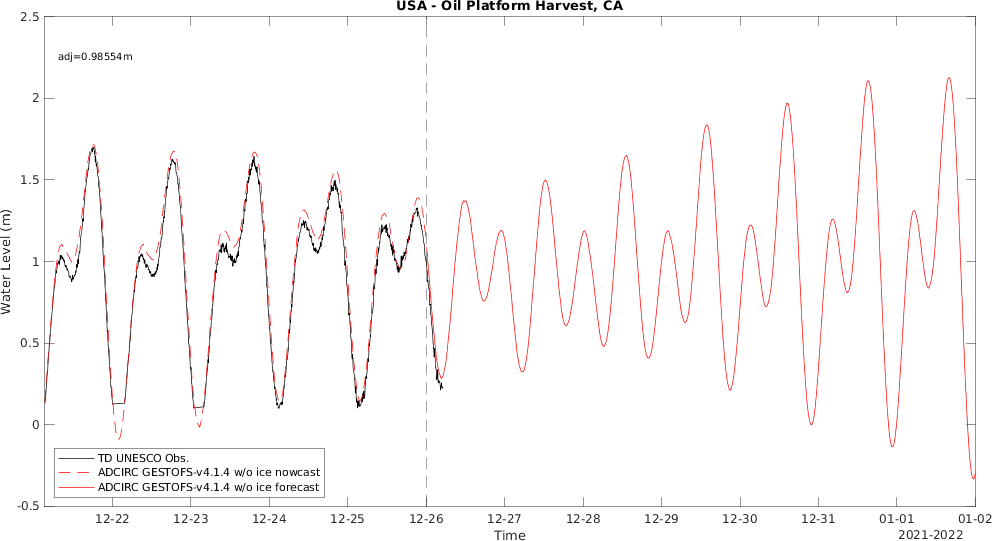 USA - Oil Platform Harvest, CA
2.5
adj=0.98554m
2
1.5
1
0.5
0
-0.5
Water Level (m)
TD UNESCO Obs.
ADCIRC GESTOFS-v4.1.4 w/o ice nowcast
ADCIRC GESTOFS-v4.1.4 w/o ice forecast
12-22 12-23 12-24 12-25 12-26 12-27 12-28 12-29 12-30 12-31 01-01 01-02
Time
2021-2022